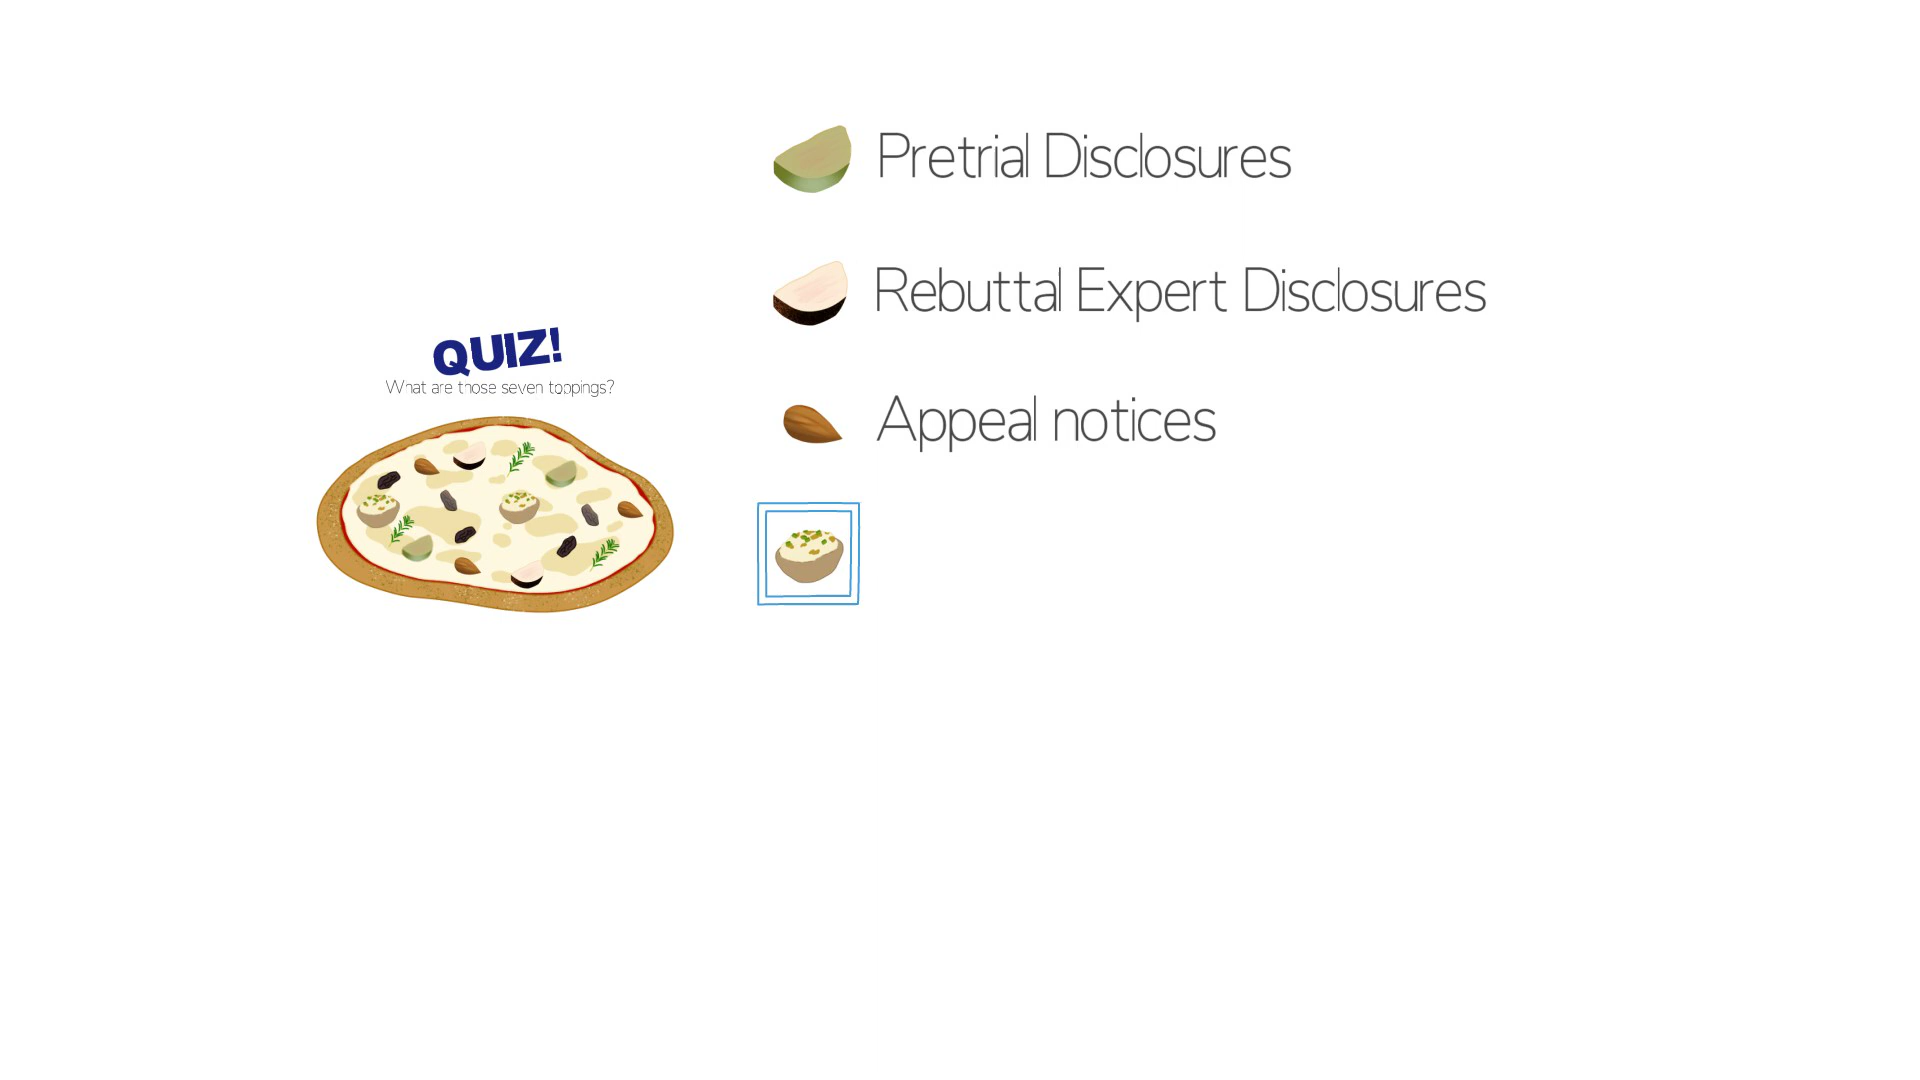 Pretrial Disclosures
Rebuttal Expert Disclosures
QUIZ!
What are those seven toppings?
Appeal notices